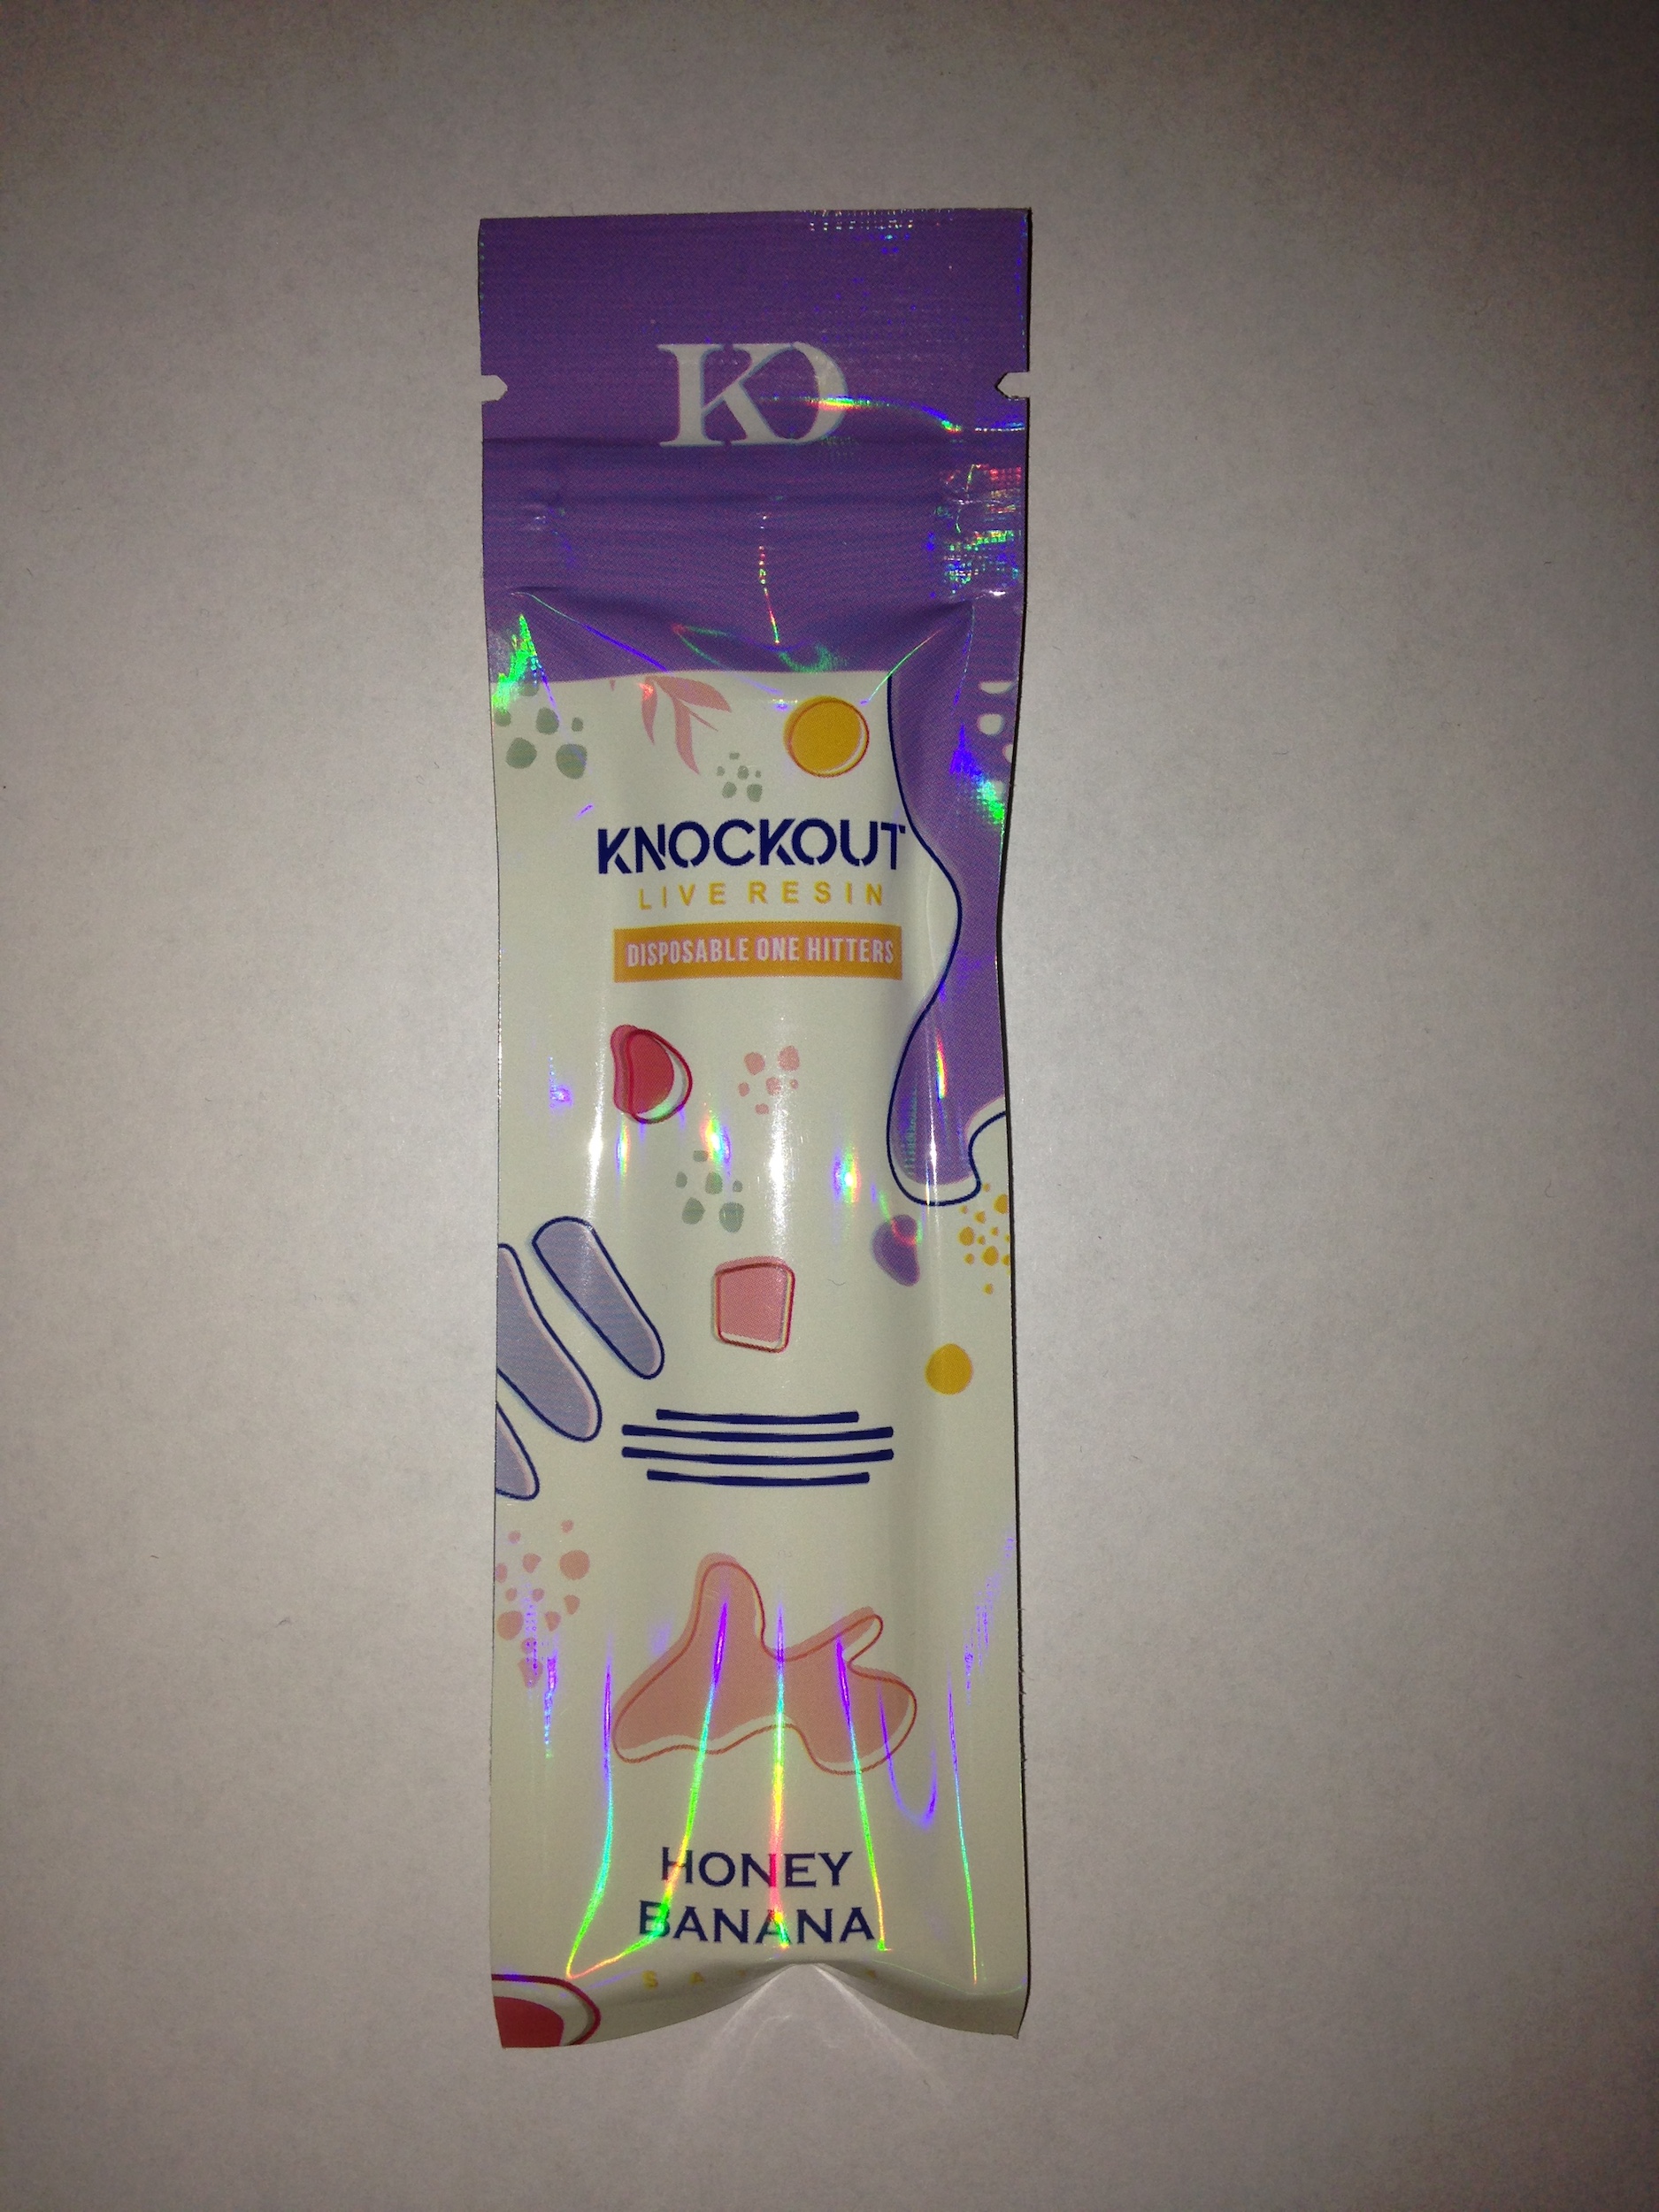 KO
KNOCKOUT
LIVE RESIN
DISPOSABLE ONE HITTERS
HONEY
BANANA